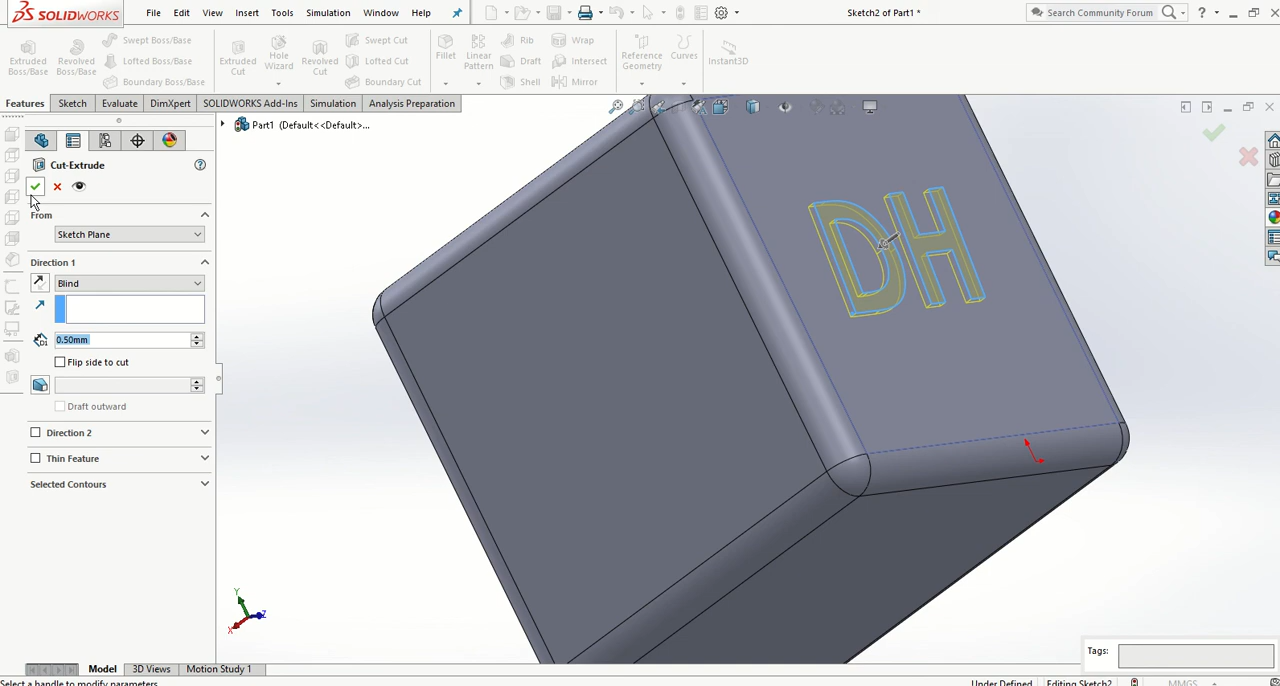 SOLIDWORKS File Edit View Insert Tools Simulation Window Help Sketch2 of Part1 * Search Community Forum
Extruded Boss/Base Revolved Boss/Base Swept Boss/Base Lofted Boss/Base Boundary Boss/Base Extruded Cut Hole Wizard Revolved Cut Swept Cut Lofted Cut Boundary Cut Fillet Linear Pattern Rib Draft Shell Wrap Intersect Mirror Reference Geometry Curves Instant3D
Features Sketch Evaluate DimXpert SOLIDWORKS Add-Ins Simulation Analysis Preparation
Part1 (Default<<Default>...
Cut-Extrude
From
Sketch Plane
Direction 1
Blind
0.50mm
Flip side to cut
Draft outward
Direction 2
Thin Feature
Selected Contours
DH
Y
Z
X
Tags:
Model 3D Views Motion Study 1
Select a handle to modify parameters Under Defined Editing Sketch2 MMGS